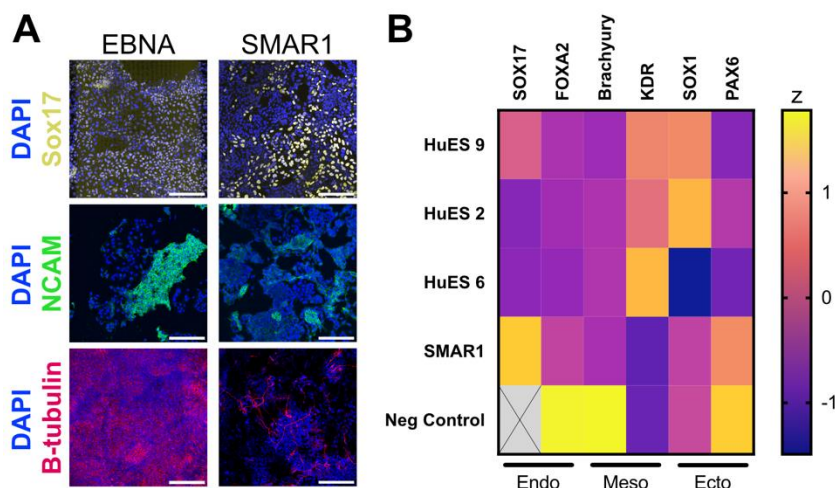 A
EBNA SMAR1
DAPI
Sox17
DAPI
NCAM
DAPI
B-tubulin
B
SOX17 FOXA2 Brachyury KDR SOX1 PAX6
z
HuES 9
HuES 2
HuES 6
SMAR1
Neg Control
1
0
-1
Endo Meso Ecto